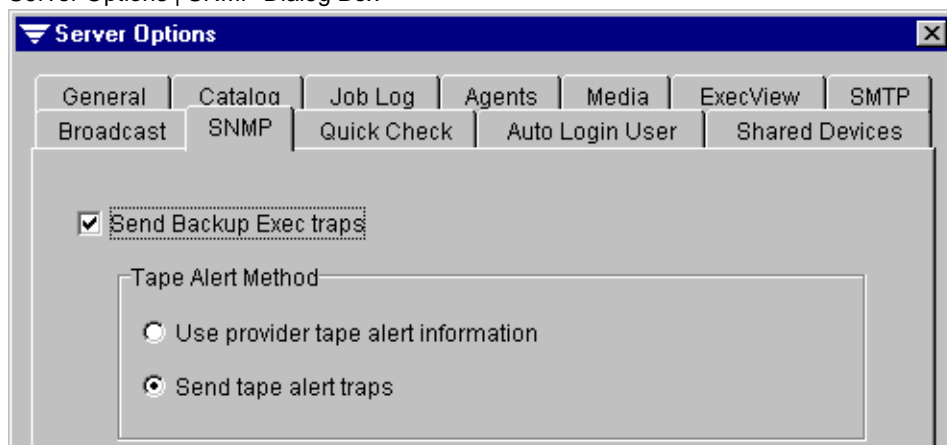 Server Options | SNMP Dialog Box
Server Options
General Catalog Job Log Agents Media ExecView SMTP
Broadcast SNMP Quick Check Auto Login User Shared Devices
Send Backup Exec traps
Tape Alert Method
Use provider tape alert information
Send tape alert traps